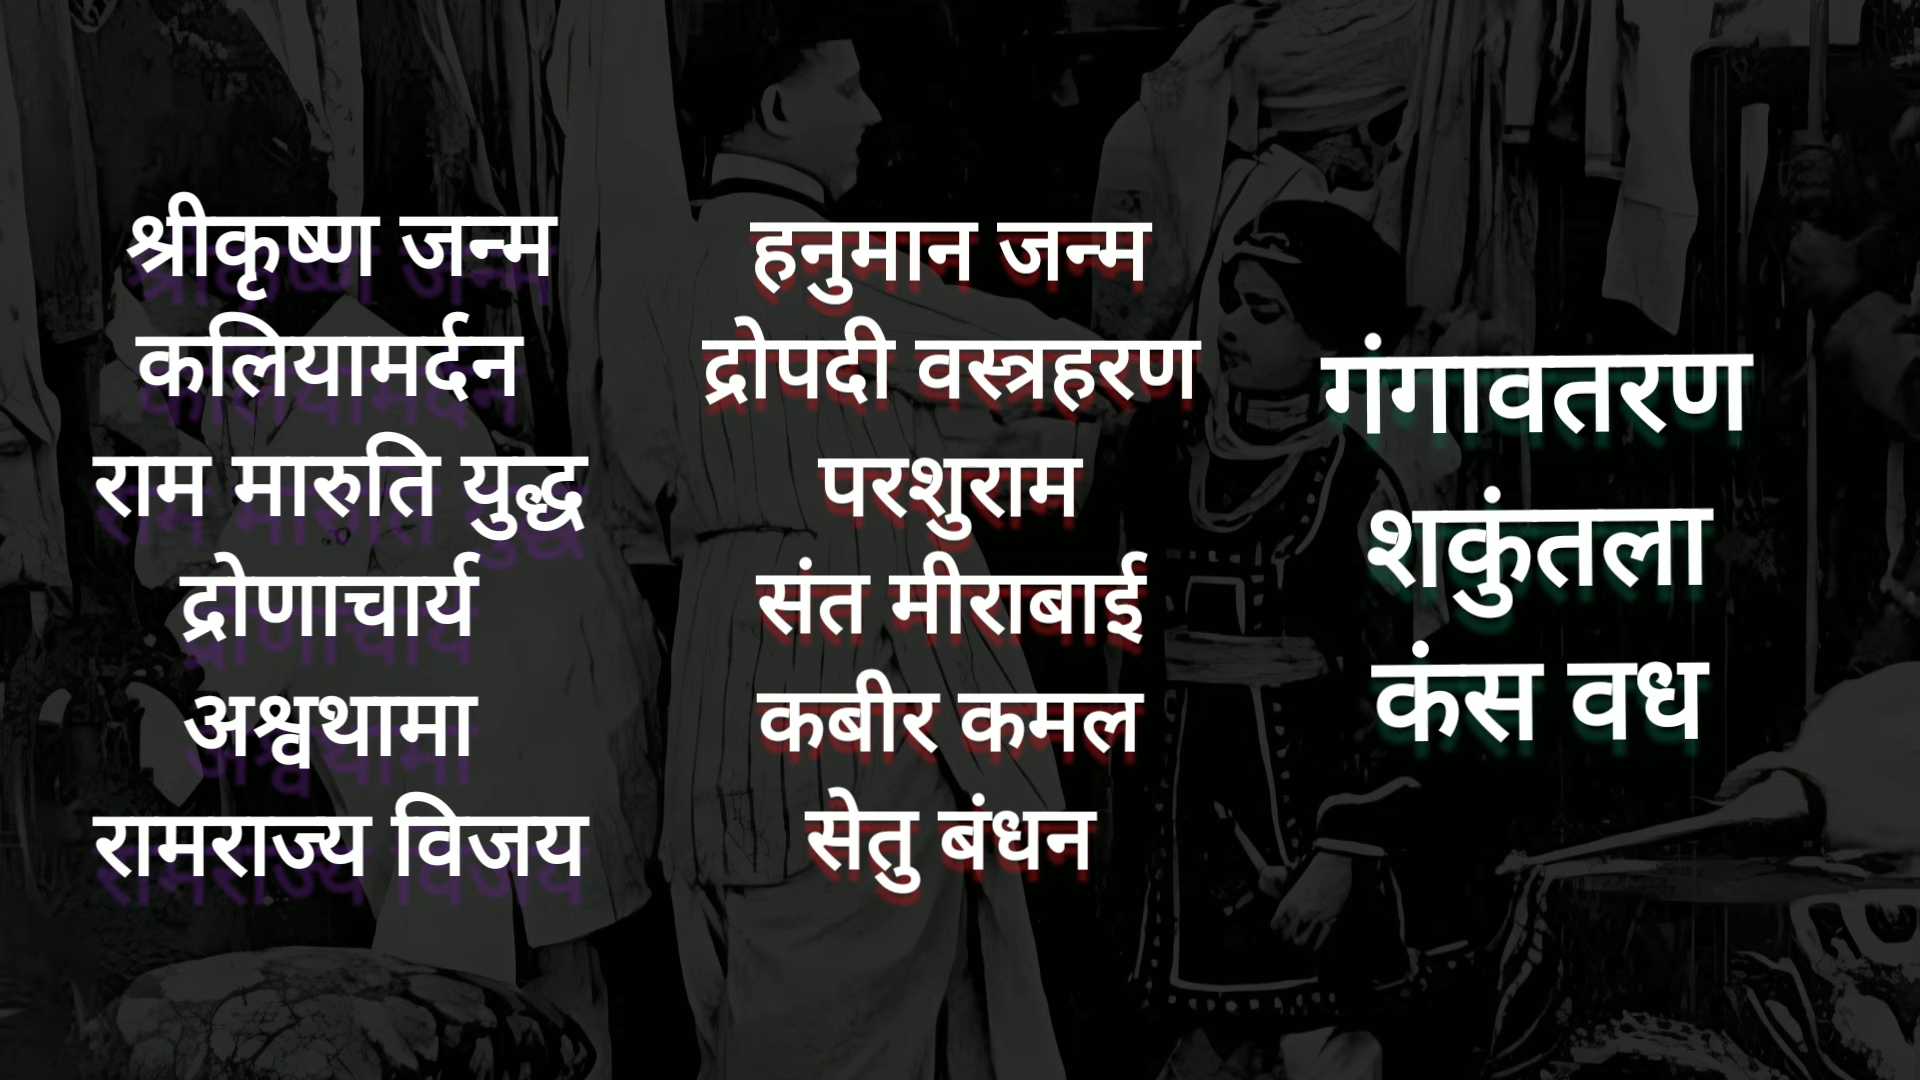 श्रीकृष्ण जन्म
कलियामर्दन
राम मारुति युद्ध
द्रोणाचार्य
अश्वथामा
रामराज्य विजय
हनुमान जन्म
द्रोपदी वस्त्रहरण
परशुराम
संत मीराबाई
कबीर कमल
सेतु बंधन
गंगावतरण
शकुंतला
कंस वध